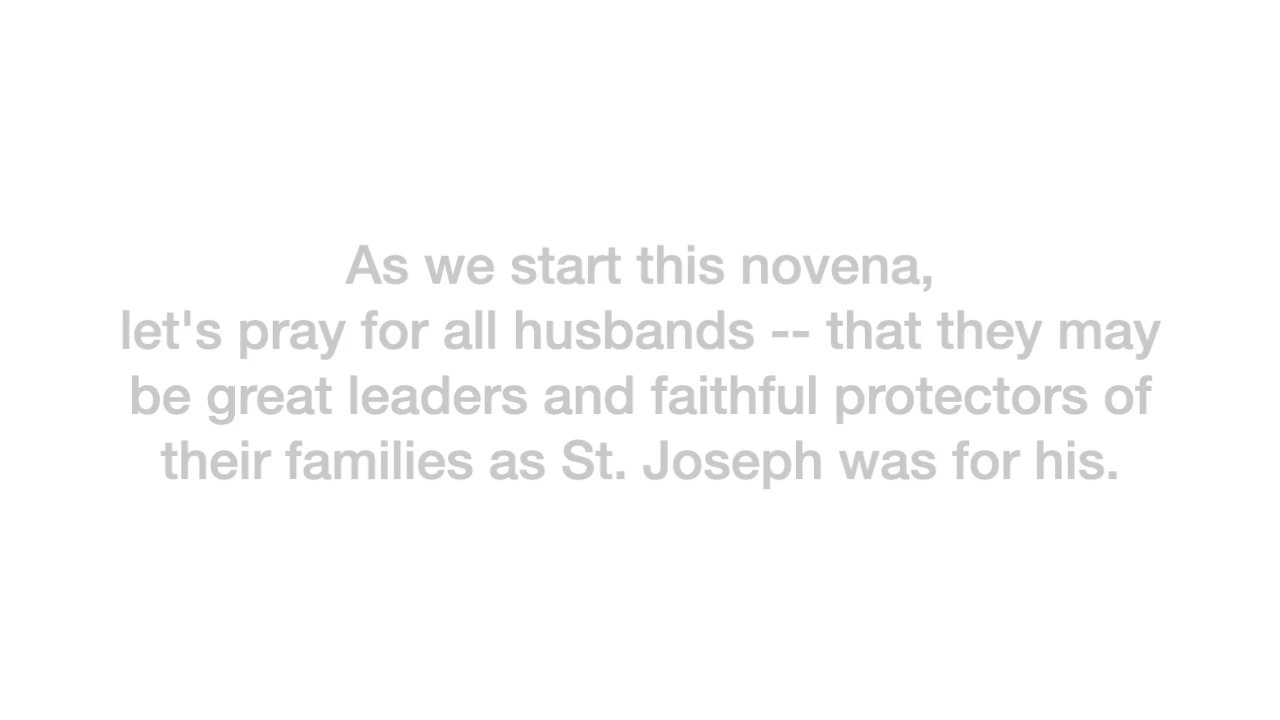 As we start this novena,
let's pray for all husbands -- that they may
be great leaders and faithful protectors of
their families as St. Joseph was for his.